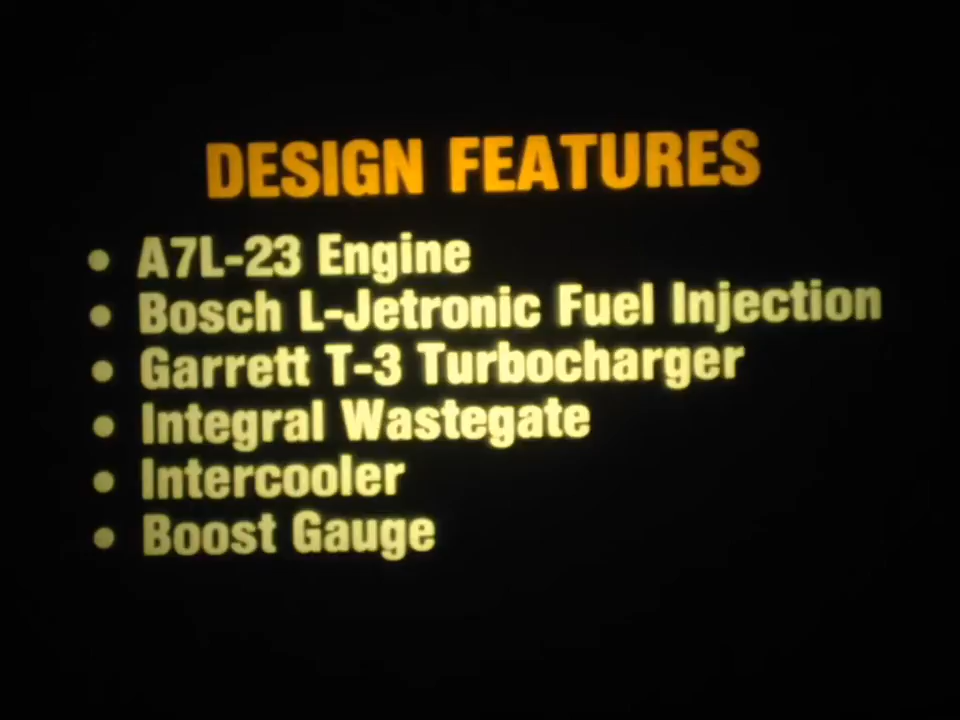 DESIGN FEATURES
• A7L-23 Engine
• Bosch L-Jetronic Fuel Injection
• Garrett T-3 Turbocharger
• Integral Wastegate
• Intercooler
• Boost Gauge